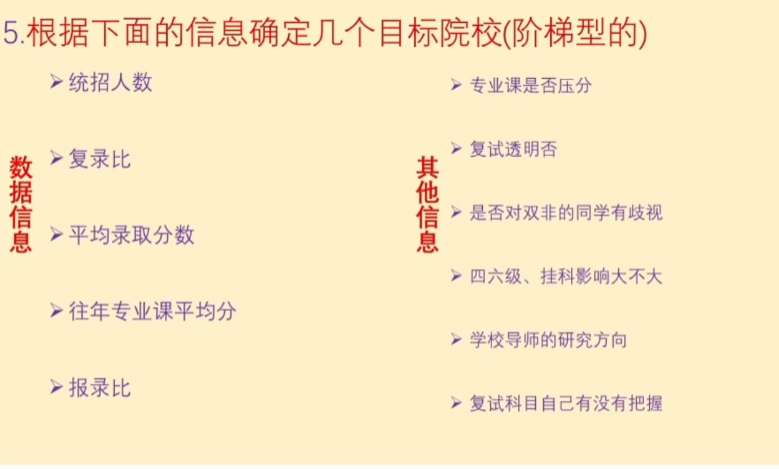 5.根据下面的信息确定几个目标院校(阶梯型的)
数据信息
➢统招人数
➢复录比
➢平均录取分数
➢往年专业课平均分
➢报录比
其他信息
➢专业课是否压分
➢复试透明否
➢是否对双非的同学有歧视
➢四六级、挂科影响大不大
➢学校导师的研究方向
➢复试科目自己有没有把握